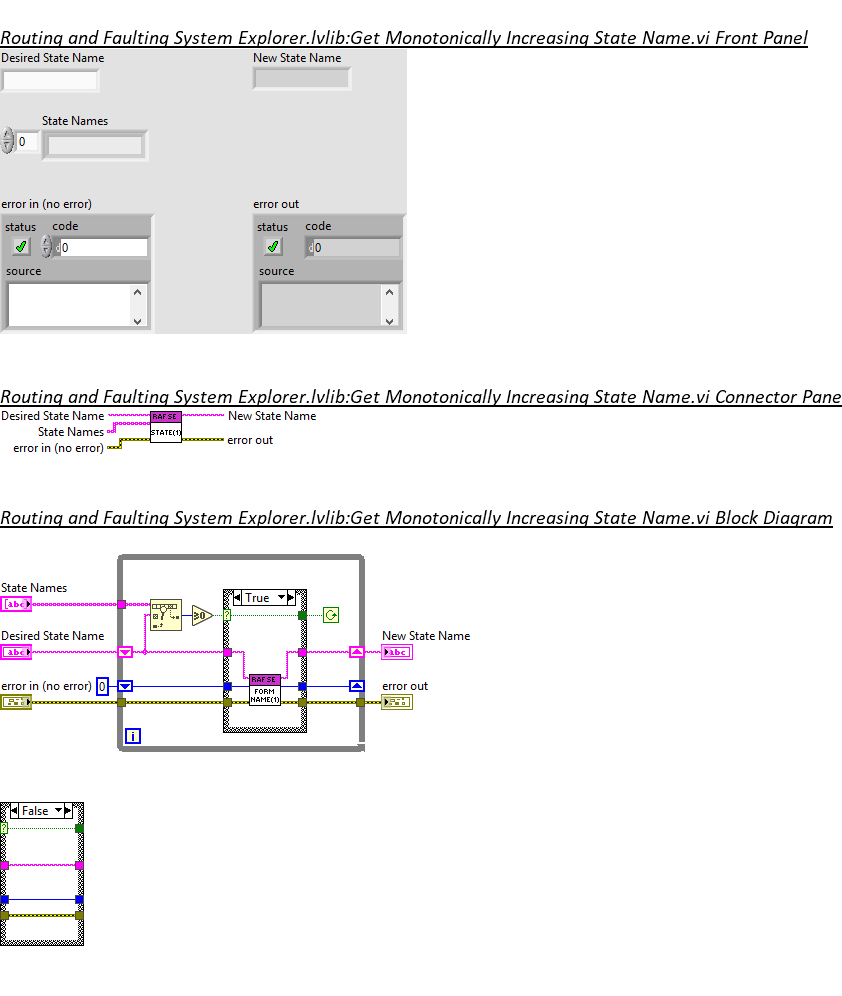 Routing and Faulting System Explorer.lvlib:Get Monotonically Increasing State Name.vi Front Panel
Desired State Name
New State Name
State Names
0
error in (no error)
error out
status code
status code
d0
d0
source
source
Routing and Faulting System Explorer.lvlib:Get Monotonically Increasing State Name.vi Connector Pane
Desired State Name
RAFSE
New State Name
State Names
STATE(1)
error in (no error)
error out
Routing and Faulting System Explorer.lvlib:Get Monotonically Increasing State Name.vi Block Diagram
State Names
True
[abc]
≥0
?
Desired State Name
New State Name
abc
abc
error in (no error)
0
RAFSE
error out
FORM
NAME(1)
i
False
?